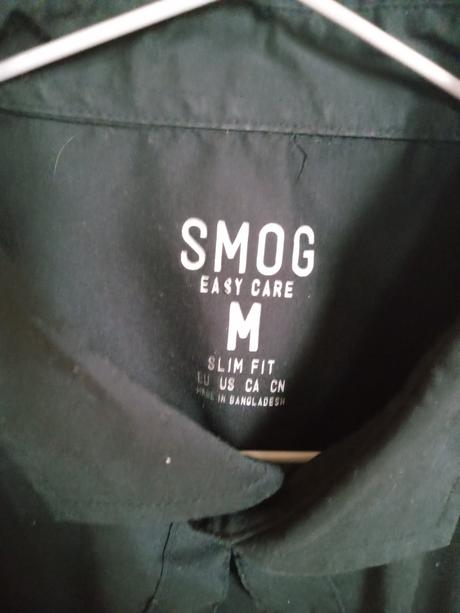 SMOG
EASY CARE
M
SLIM FIT
EU US CA CN
MADE IN BANGLADESH